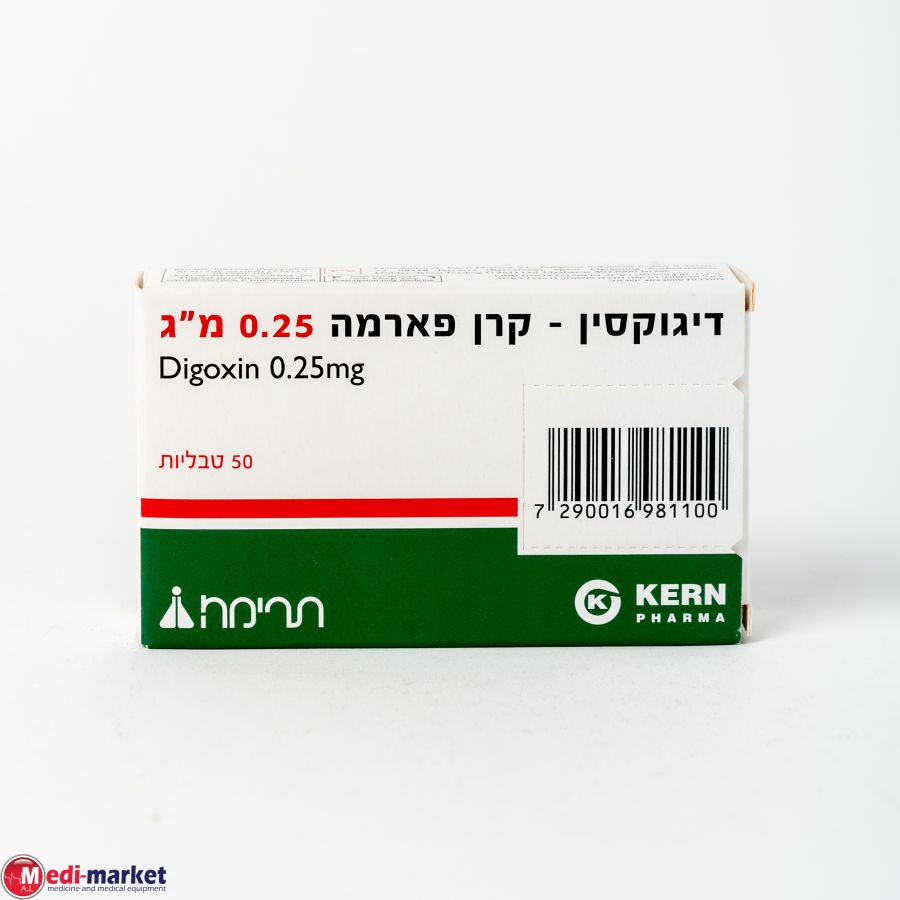 דיגוקסין - קרן פארמה 0.25 מ"ג
Digoxin 0.25mg
50 טבליות
7 290016 981100
תרימה
KERN
PHARMA
Medi-market
A.L
medicine and medical equipment